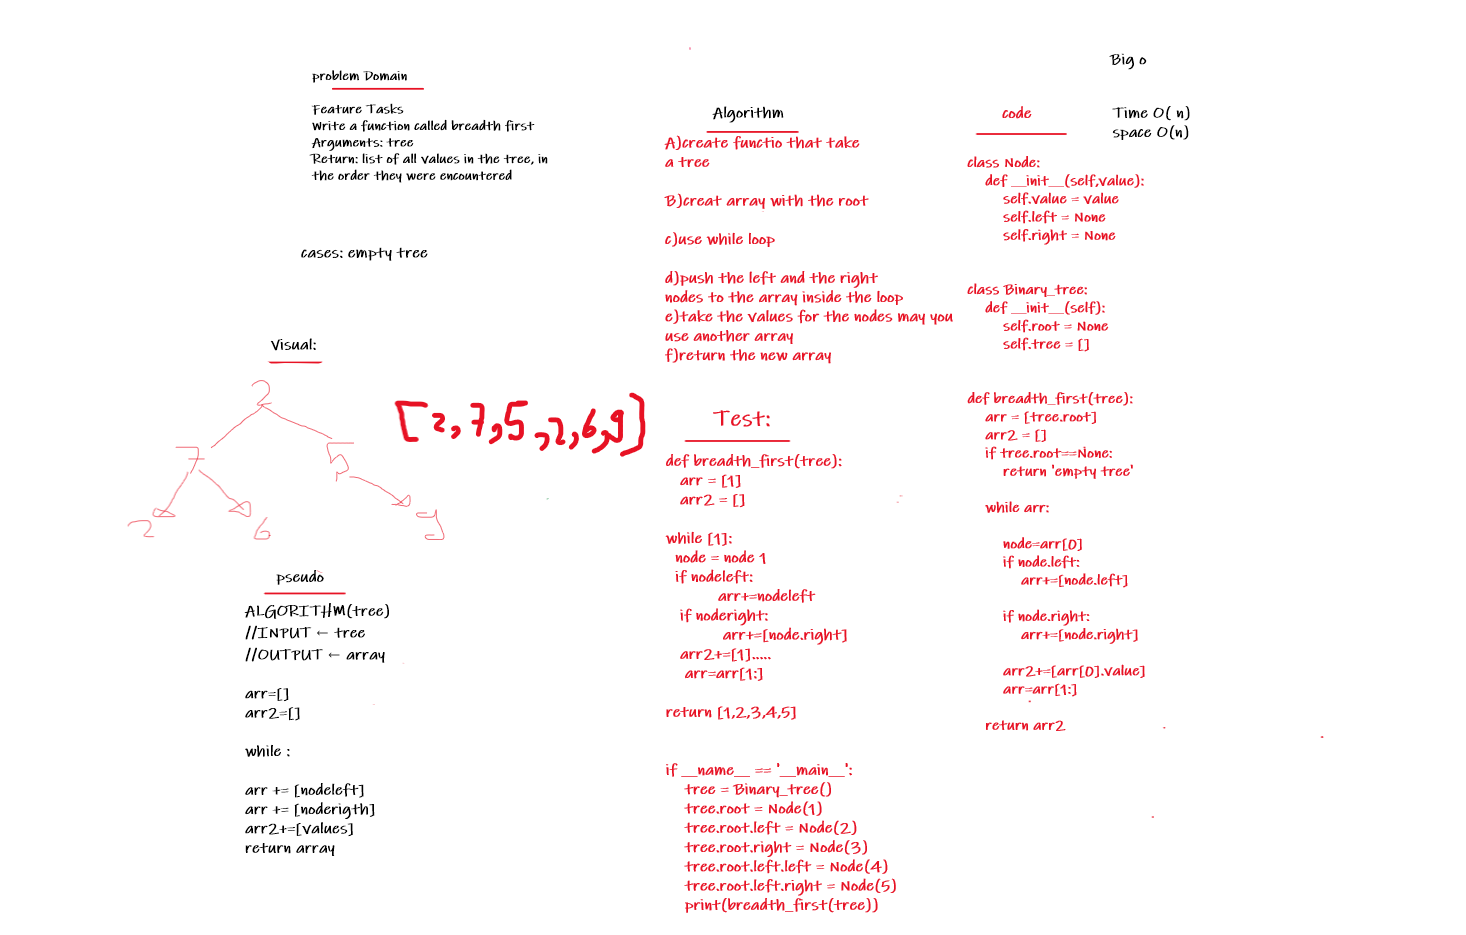 problem Domain
Feature Tasks
Write a function called breadth first
Arguments: tree
Return: list of all values in the tree, in
the order they were encountered
cases: empty tree
Visual:
2
7 5
2 6 9
[2,7,5,2,6,9]
pseudo
ALGORITHM(tree)
//INPUT ← tree
//OUTPUT ← array
arr=[]
arr2=[]
while :
arr += [nodeleft]
arr += [noderigth]
arr2+=[values]
return array
Algorithm
A)create functio that take
a tree
B)creat array with the root
c)use while loop
d)push the left and the right
nodes to the array inside the loop
e)take the values for the nodes may you
use another array
f)return the new array
Test:
def breadth_first(tree):
arr = [1]
arr2 = []
while [1]:
node = node 1
if nodeleft:
arr+=nodeleft
if noderight:
arr+=[node.right]
arr2+=[1].....
arr=arr[1:]
return [1,2,3,4,5]
if __name__ == '__main__':
tree = Binary_tree()
tree.root = Node(1)
tree.root.left = Node(2)
tree.root.right = Node(3)
tree.root.left.left = Node(4)
tree.root.left.right = Node(5)
print(breadth_first(tree))
code
class Node:
def __init__(self,value):
self.value = value
self.left = None
self.right = None
class Binary_tree:
def __init__(self):
self.root = None
self.tree = []
def breadth_first(tree):
arr = [tree.root]
arr2 = []
if tree.root==None:
return 'empty tree'
while arr:
node=arr[0]
if node.left:
arr+=[node.left]
if node.right:
arr+=[node.right]
arr2+=[arr[0].value]
arr=arr[1:]
return arr2
Big o
Time O( n)
space O(n)